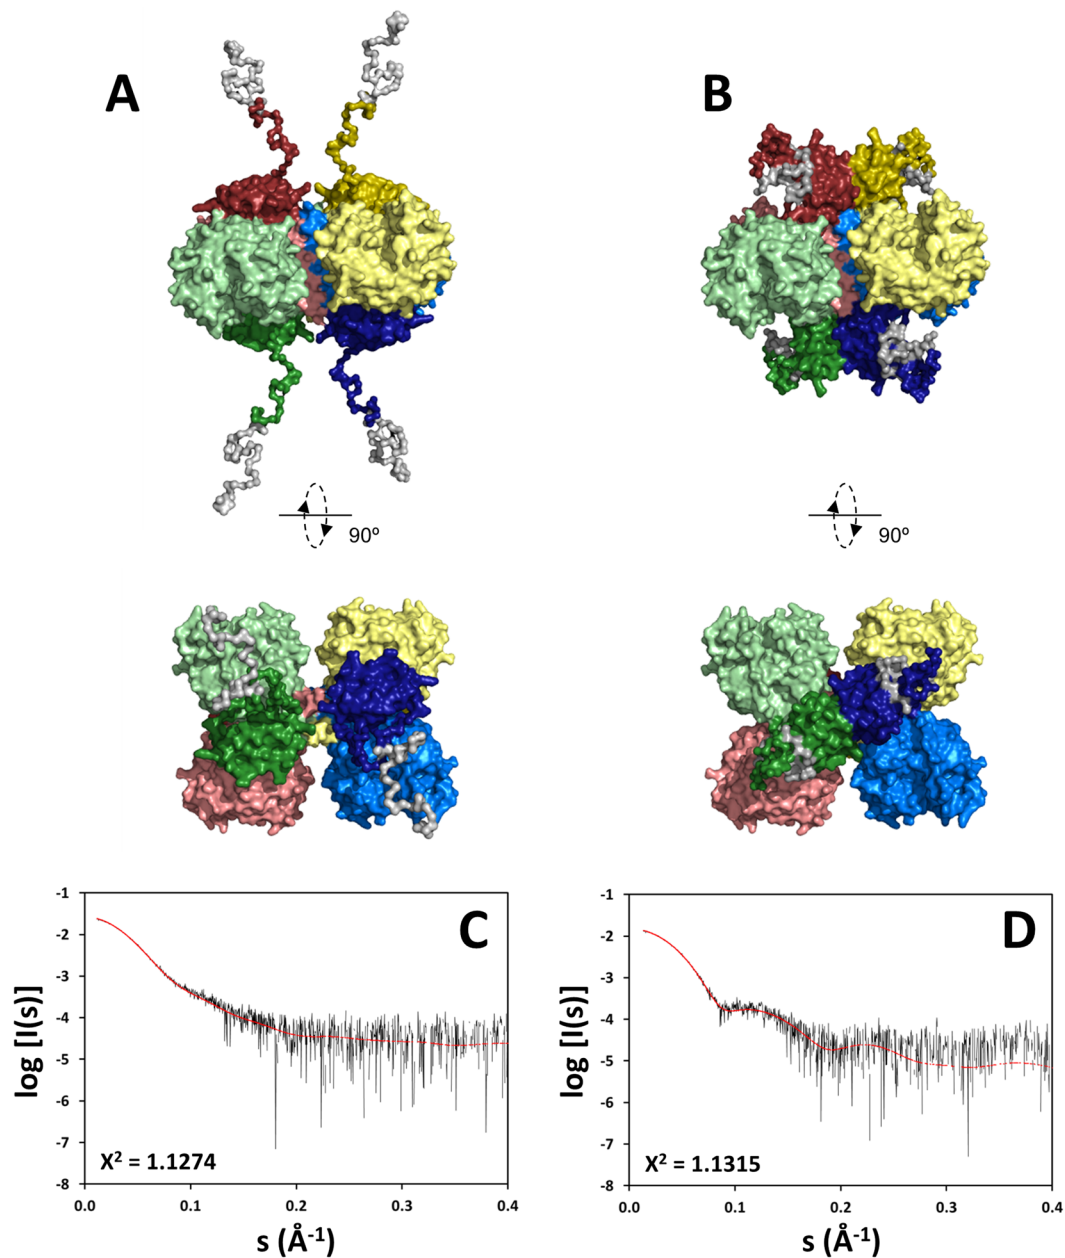 A
B
90º
90º
C
-1
-2
-3
-4
-5
-6
-7
-8
log [I(s)]
X² = 1.1274
0.0
0.1
0.2
0.3
0.4
s (Å⁻¹)
D
-1
-2
-3
-4
-5
-6
-7
-8
log [I(s)]
X² = 1.1315
0.0
0.1
0.2
0.3
0.4
s (Å⁻¹)